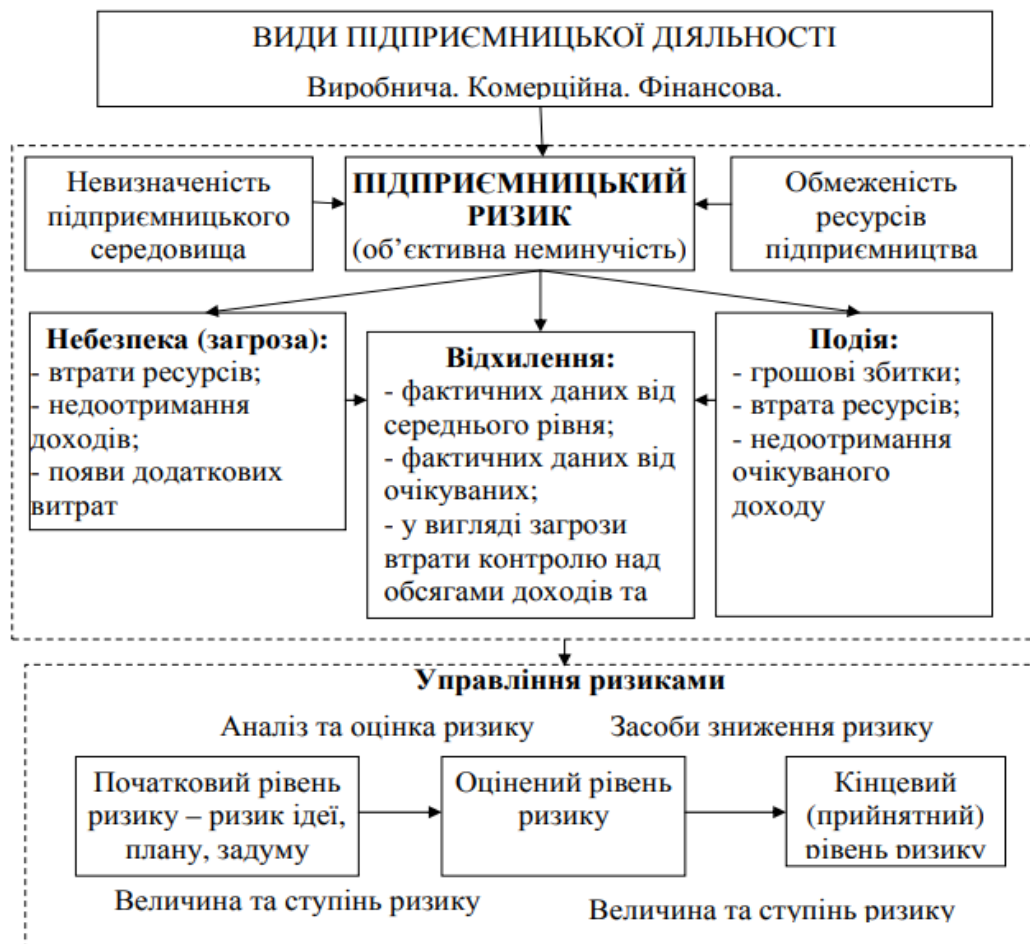 ВИДИ ПІДПРИЄМНИЦЬКОЇ ДІЯЛЬНОСТІ
Виробнича. Комерційна. Фінансова.
Невизначеність
підприємницького
середовища
ПІДПРИЄМНИЦЬКИЙ
РИЗИК
(об’єктивна неминучість)
Обмеженість
ресурсів
підприємництва
Небезпека (загроза):
- втрати ресурсів;
- недоотримання
доходів;
- появи додаткових
витрат
Відхилення:
- фактичних даних від
середнього рівня;
- фактичних даних від
очікуваних;
- у вигляді загрози
втрати контролю над
обсягами доходів та
Подія:
- грошові збитки;
- втрата ресурсів;
- недоотримання
очікуваного
доходу
Управління ризиками
Аналіз та оцінка ризику
Засоби зниження ризику
Початковий рівень
ризику – ризик ідеї,
плану, задуму
Оцінений рівень
ризику
Кінцевий
(прийнятний)
рівень ризику
Величина та ступінь ризику
Величина та ступінь ризику